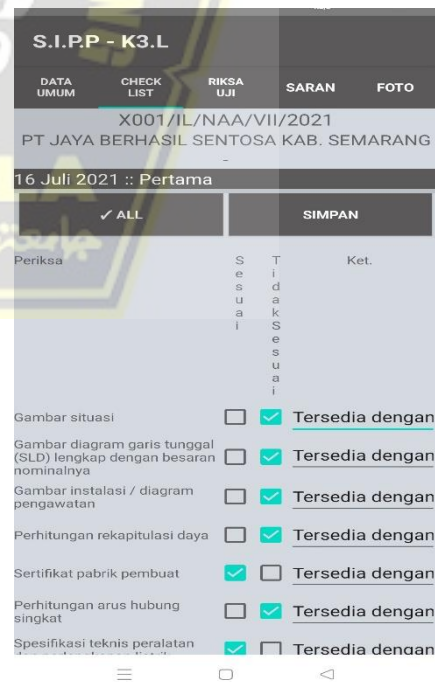 S.I.P.P - K3.L
DATA UMUM
CHECK LIST
RIKSA UJI
SARAN
FOTO
X001/IL/NAA/VII/2021
PT JAYA BERHASIL SENTOSA KAB. SEMARANG
-
16 Juli 2021 :: Pertama
✓ ALL
SIMPAN
Periksa
Sesuai
TidakSesuai
Ket.
Gambar situasi
Tersedia dengan
Gambar diagram garis tunggal
(SLD) lengkap dengan besaran
nominalnya
Tersedia dengan
Gambar instalasi / diagram
pengawatan
Tersedia dengan
Perhitungan rekapitulasi daya
Tersedia dengan
Sertifikat pabrik pembuat
Tersedia dengan
Perhitungan arus hubung
singkat
Tersedia dengan
Spesifikasi teknis peralatan
Tersedia dengan